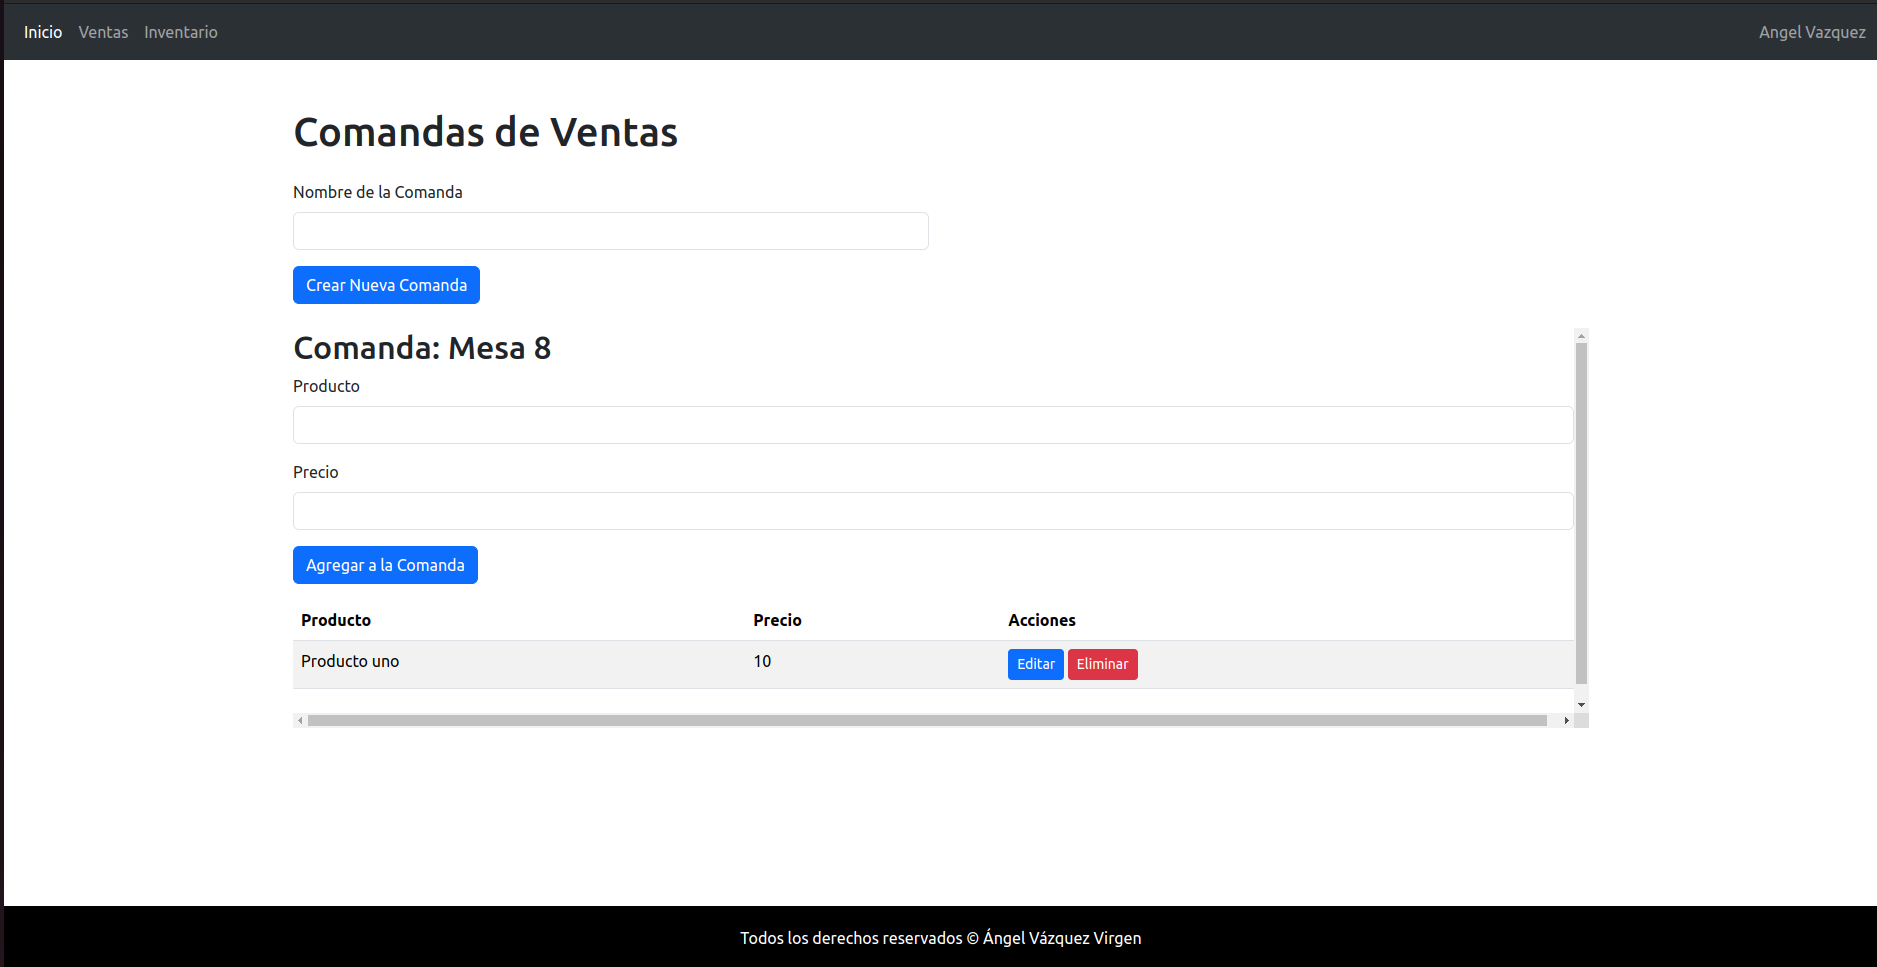 Inicio Ventas Inventario Angel Vazquez
Comandas de Ventas
Nombre de la Comanda
Crear Nueva Comanda
Comanda: Mesa 8
Producto
Precio
Agregar a la Comanda
Producto Precio Acciones
Producto uno 10 Editar Eliminar
Todos los derechos reservados © Ángel Vázquez Virgen